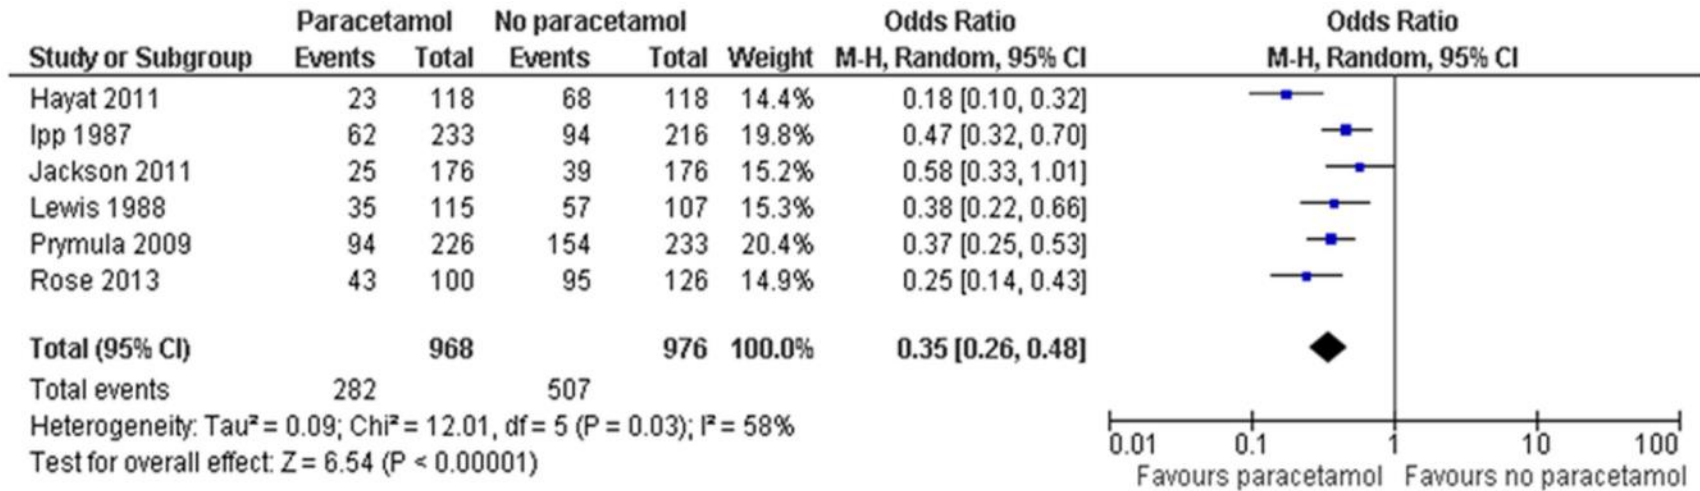 Paracetamol No paracetamol Odds Ratio Odds Ratio
Study or Subgroup Events Total Events Total Weight M-H, Random, 95% CI M-H, Random, 95% CI
Hayat 2011 23 118 68 118 14.4% 0.18 [0.10, 0.32]
Ipp 1987 62 233 94 216 19.8% 0.47 [0.32, 0.70]
Jackson 2011 25 176 39 176 15.2% 0.58 [0.33, 1.01]
Lewis 1988 35 115 57 107 15.3% 0.38 [0.22, 0.66]
Prymula 2009 94 226 154 233 20.4% 0.37 [0.25, 0.53]
Rose 2013 43 100 95 126 14.9% 0.25 [0.14, 0.43]
Total (95% CI) 968 976 100.0% 0.35 [0.26, 0.48]
Total events 282 507
Heterogeneity: Tau² = 0.09; Chi² = 12.01, df = 5 (P = 0.03); I² = 58%
Test for overall effect: Z = 6.54 (P < 0.00001)
0.01 0.1 1 10 100
Favours paracetamol Favours no paracetamol